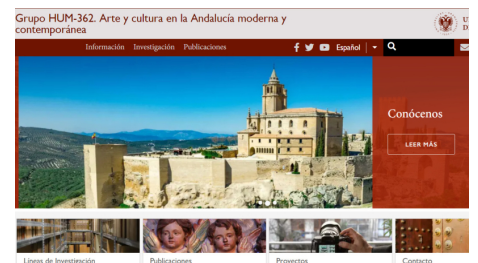 Grupo HUM-362. Arte y cultura en la Andalucía moderna y
contemporánea
Información Investigación Publicaciones
Español
Conócenos
LEER MÁS
Líneas de Investigación
Publicaciones
Proyectos
Contacto